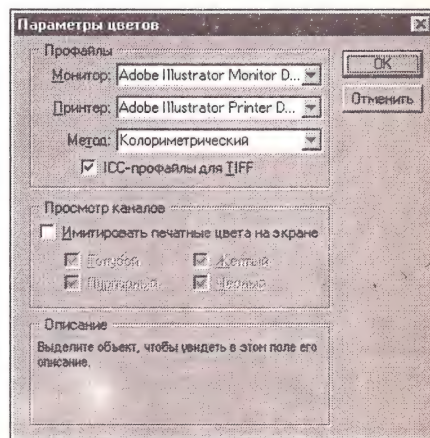 Параметры цветов
Профайлы
Монитор: Adobe Illustrator Monitor D...
Принтер: Adobe Illustrator Printer D...
Метод: Колориметрический
ICC-профайлы для TIFF
OK
Отменить
Просмотр каналов
Имитировать печатные цвета на экране
Голубой Желтый
Пурпурный Черный
Описание
Выделите объект, чтобы увидеть в этом поле его
описание.